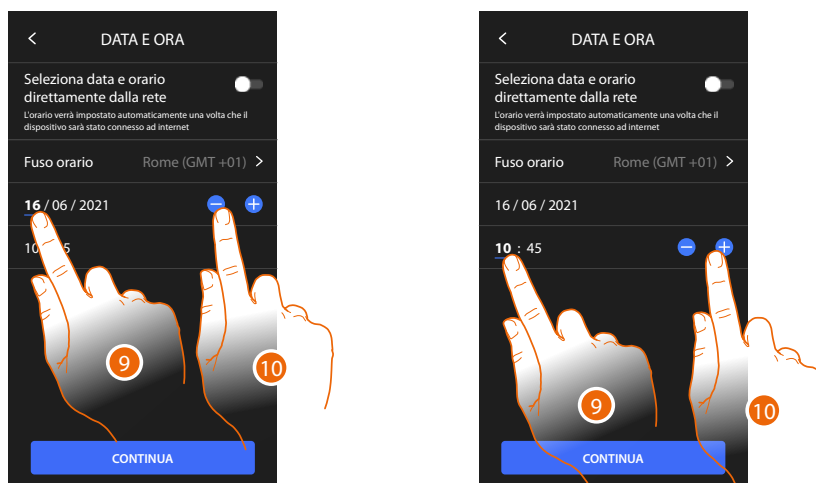 DATA E ORA
Seleziona data e orario
direttamente dalla rete
L'orario verrà impostato automaticamente una volta che il
dispositivo sarà stato connesso ad internet
Fuso orario Rome (GMT +01)
16 / 06 / 2021
10 5
9
10
CONTINUA
DATA E ORA
Seleziona data e orario
direttamente dalla rete
L'orario verrà impostato automaticamente una volta che il
dispositivo sarà stato connesso ad internet
Fuso orario Rome (GMT +01)
16 / 06 / 2021
10 : 45
9
10
CONTINUA